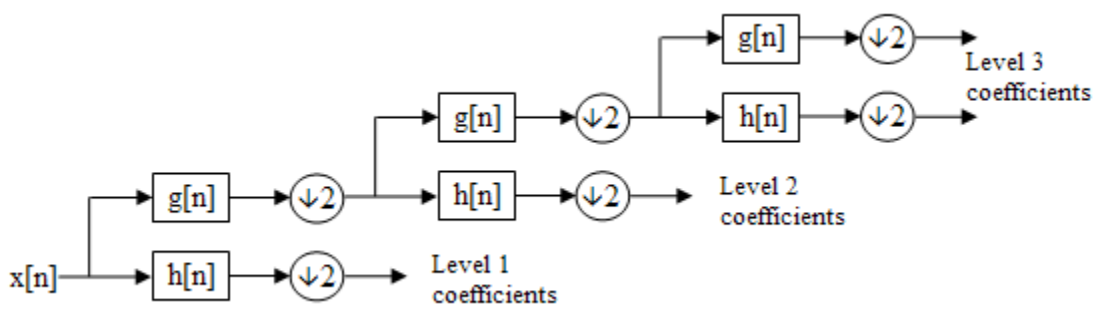 g[n]
↓2
Level 3
coefficients
g[n]
↓2
h[n]
↓2
g[n]
↓2
h[n]
↓2
Level 2
coefficients
x[n]
h[n]
↓2
Level 1
coefficients